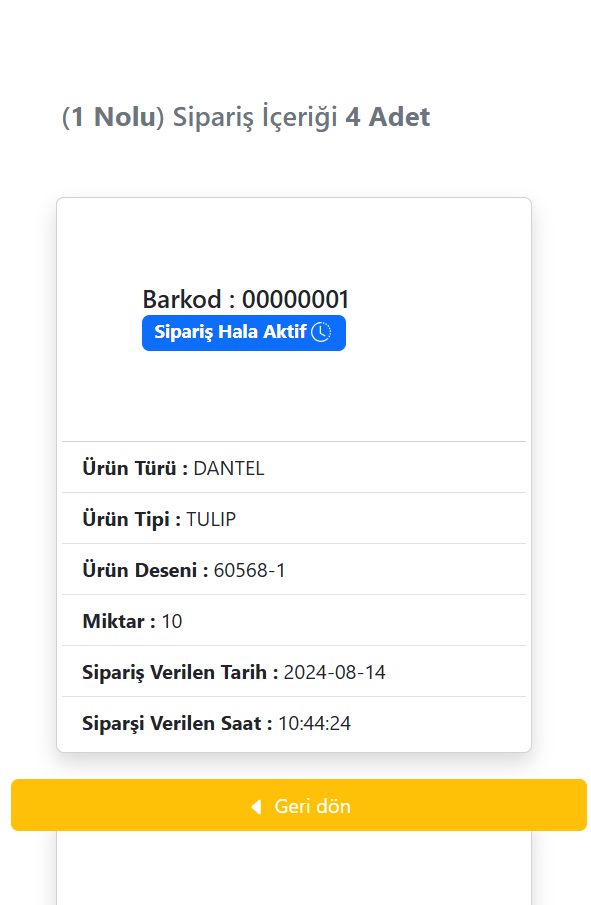 (1 Nolu) Sipariş İçeriği 4 Adet
Barkod : 00000001
Sipariş Hala Aktif
Ürün Türü : DANTEL
Ürün Tipi : TULIP
Ürün Deseni : 60568-1
Miktar : 10
Sipariş Verilen Tarih : 2024-08-14
Siparşi Verilen Saat : 10:44:24
Geri dön